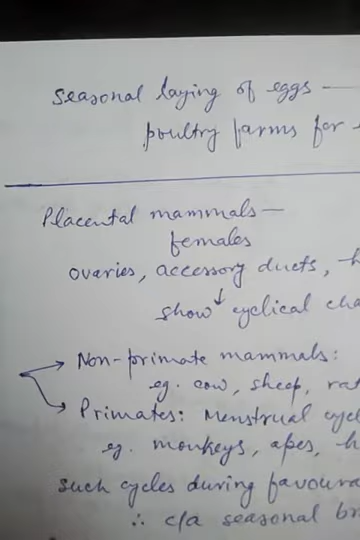 Seasonal laying of eggs —
poultry farms for
Placental mammals —
females
ovaries, accessory ducts,
↓
show cyclical
→ Non-primate mammals:
eg. cow, sheep,
→ Primates: Menstrual
eg. monkeys, apes,
such cycles during
∴ c/a seasonal